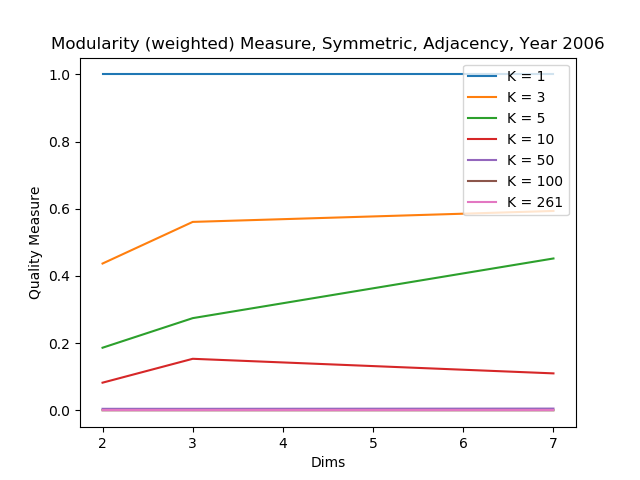 Modularity (weighted) Measure, Symmetric, Adjacency, Year 2006
1.0
0.8
0.6
0.4
0.2
0.0
Quality Measure
2
3
4
5
6
7
Dims
K = 1
K = 3
K = 5
K = 10
K = 50
K = 100
K = 261